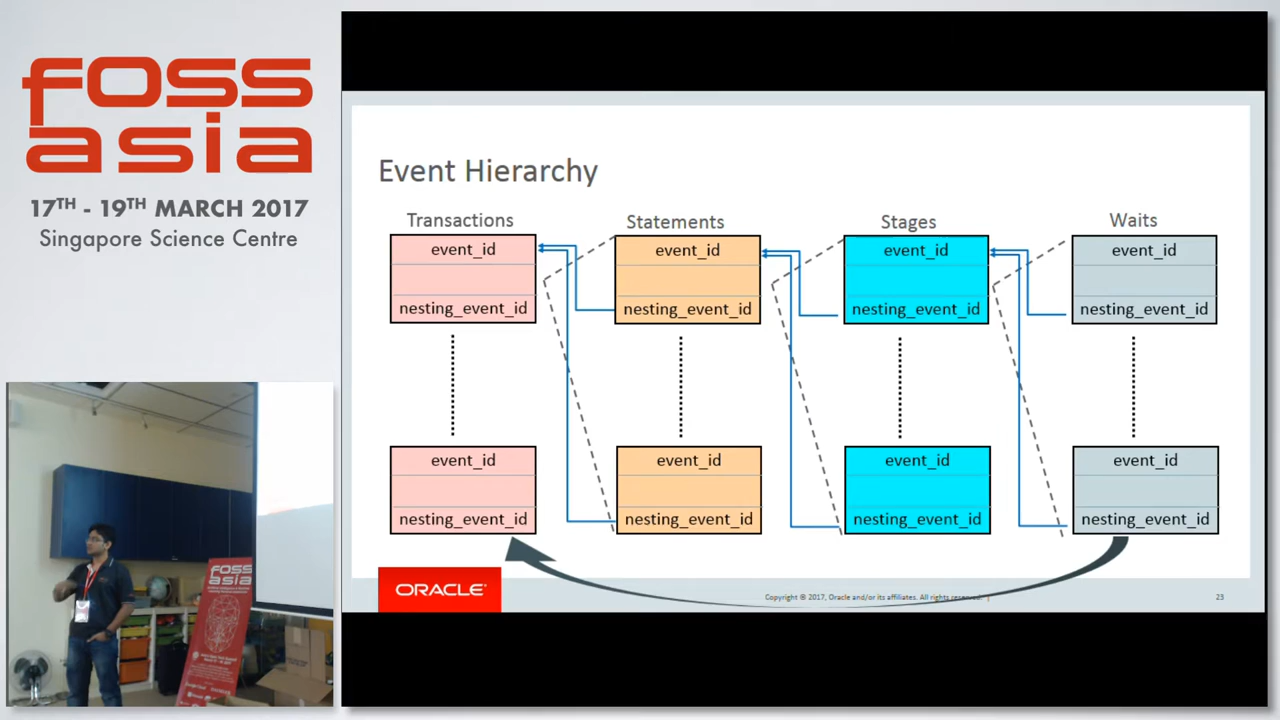 foss
asia
17TH - 19TH MARCH 2017
Singapore Science Centre
Event Hierarchy
Transactions
Statements
Stages
Waits
event_id
event_id
event_id
event_id
nesting_event_id
nesting_event_id
nesting_event_id
nesting_event_id
event_id
event_id
event_id
event_id
nesting_event_id
nesting_event_id
nesting_event_id
nesting_event_id
ORACLE
Copyright © 2017, Oracle and/or its affiliates. All rights reserved. |
23
foss
asia